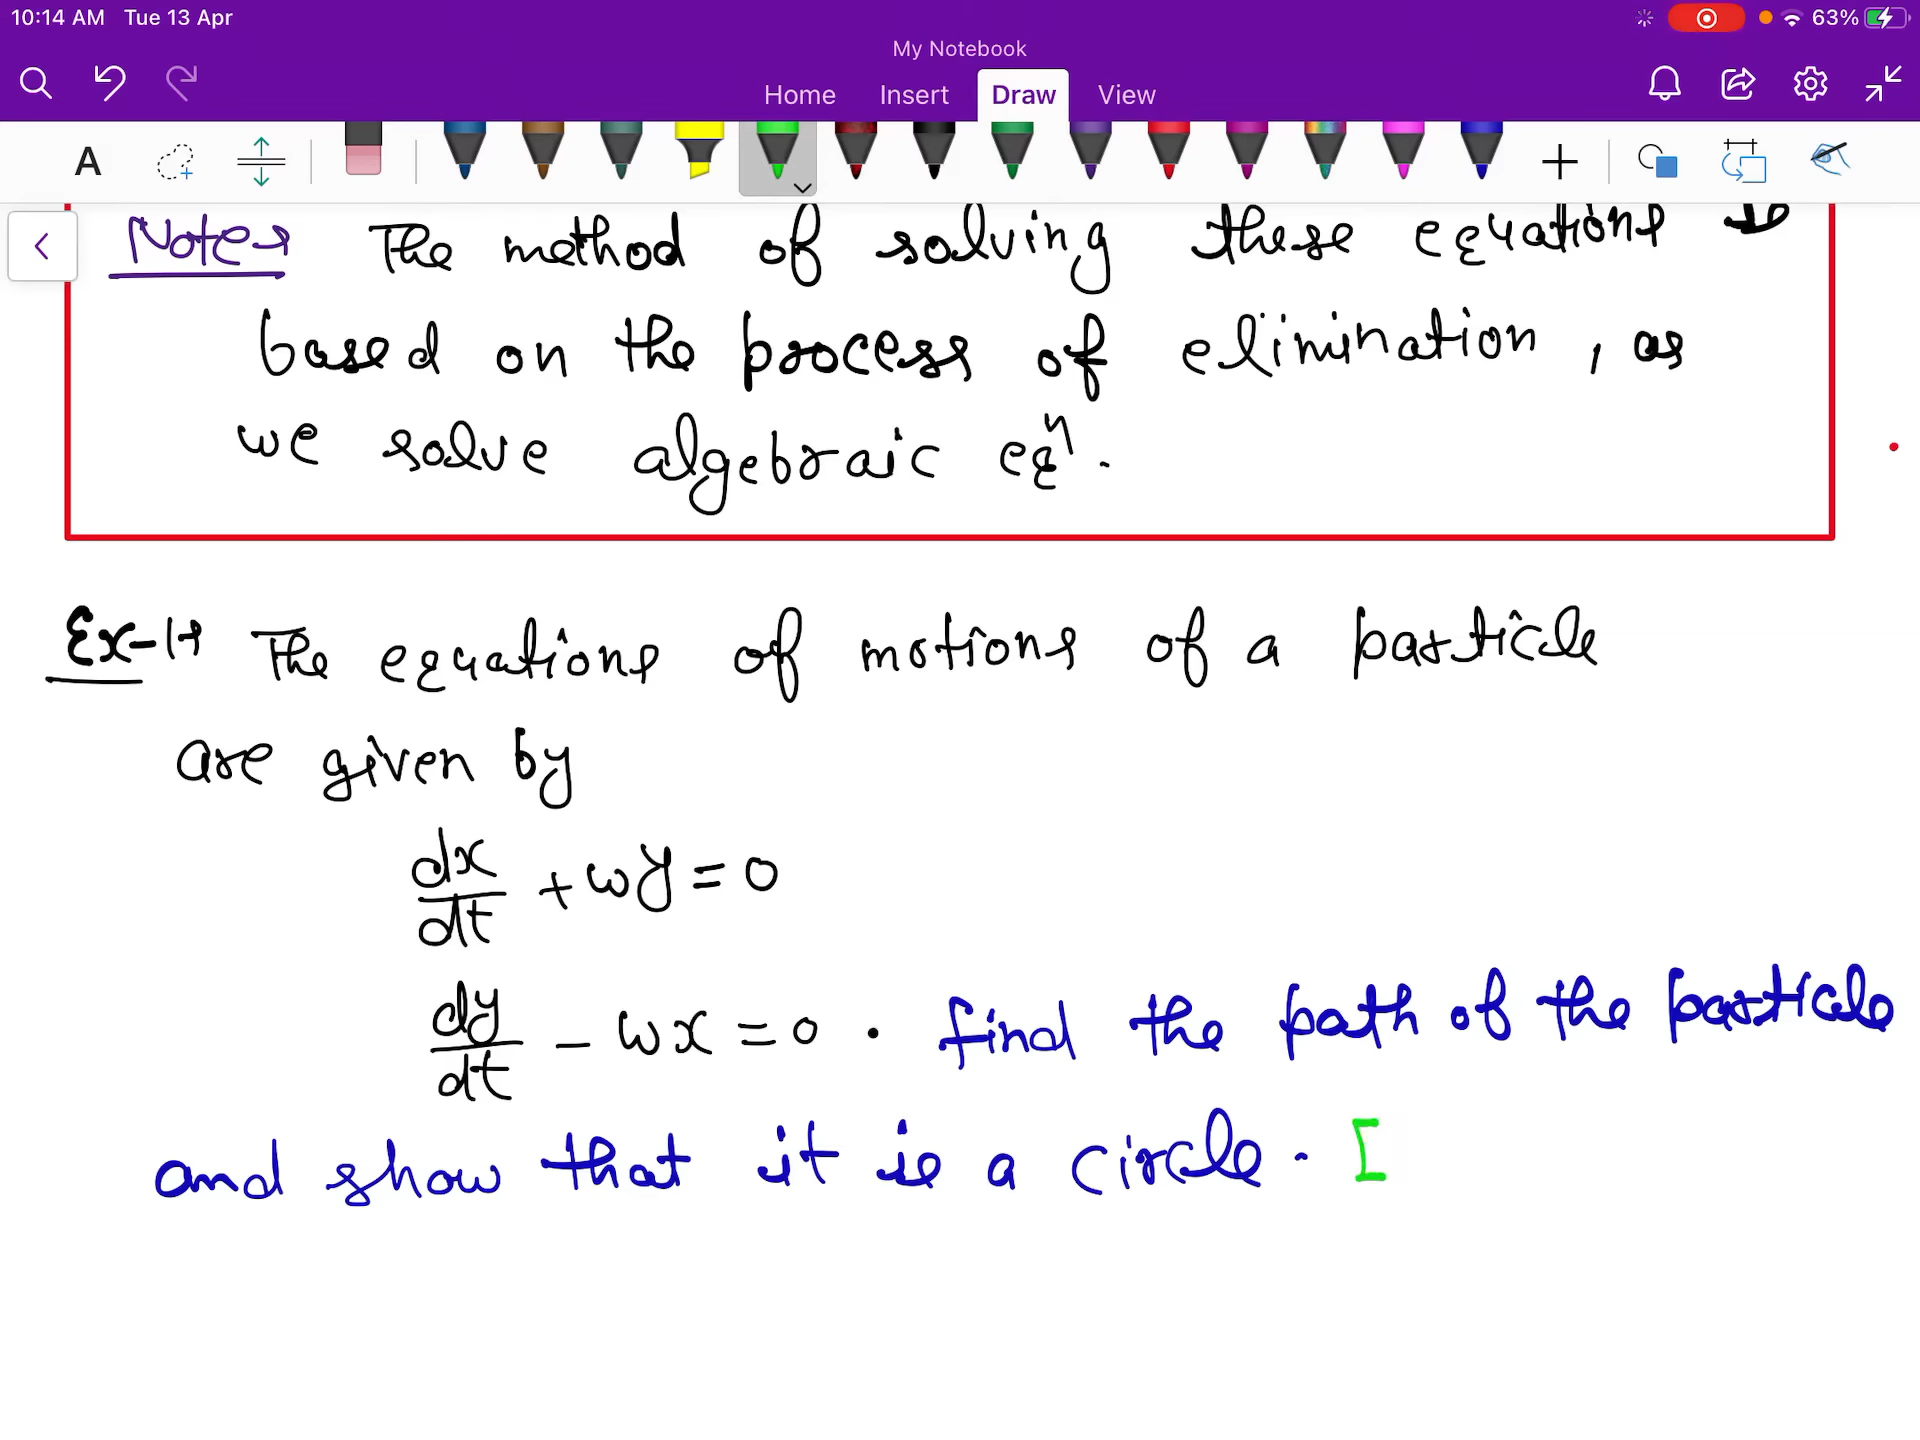 10:14 AM Tue 13 Apr 63%
My Notebook
Home Insert Draw View
A
Note:→ The method of solving these equations is
based on the process of elimination, as
we solve algebraic eqⁿ.
Ex-1→ The equations of motions of a particle
are given by
dx/dt + ωy = 0
dy/dt - ωx = 0. find the path of the particle
and show that it is a circle. [